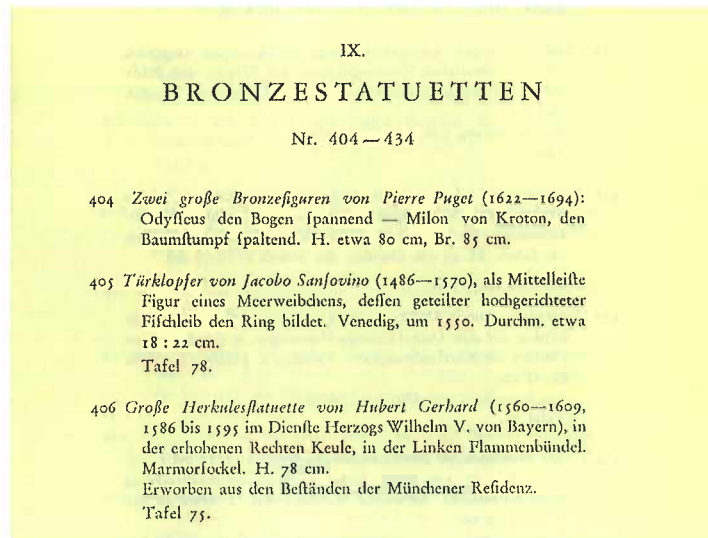 IX.
BRONZESTATUETTEN
Nr. 404 — 434
404 Zwei große Bronzefiguren von Pierre Puget (1622—1694):
Odyſſeus den Bogen ſpannend — Milon von Kroton, den
Baumſtumpf ſpaltend. H. etwa 80 cm, Br. 85 cm.
405 Türklopfer von Jacobo Sanſovino (1486—1570), als Mittelleiſte
Figur eines Meerweibchens, deſſen geteilter hochgerichteter
Fiſchleib den Ring bildet. Venedig, um 1550. Durchm. etwa
18 : 22 cm.
Tafel 78.
406 Große Herkulesſtatuette von Hubert Gerhard (1560—1609,
1586 bis 1595 im Dienſte Herzogs Wilhelm V. von Bayern), in
der erhobenen Rechten Keule, in der Linken Flammenbündel.
Marmorſockel. H. 78 cm.
Erworben aus den Beſtänden der Münchener Reſidenz.
Tafel 75.